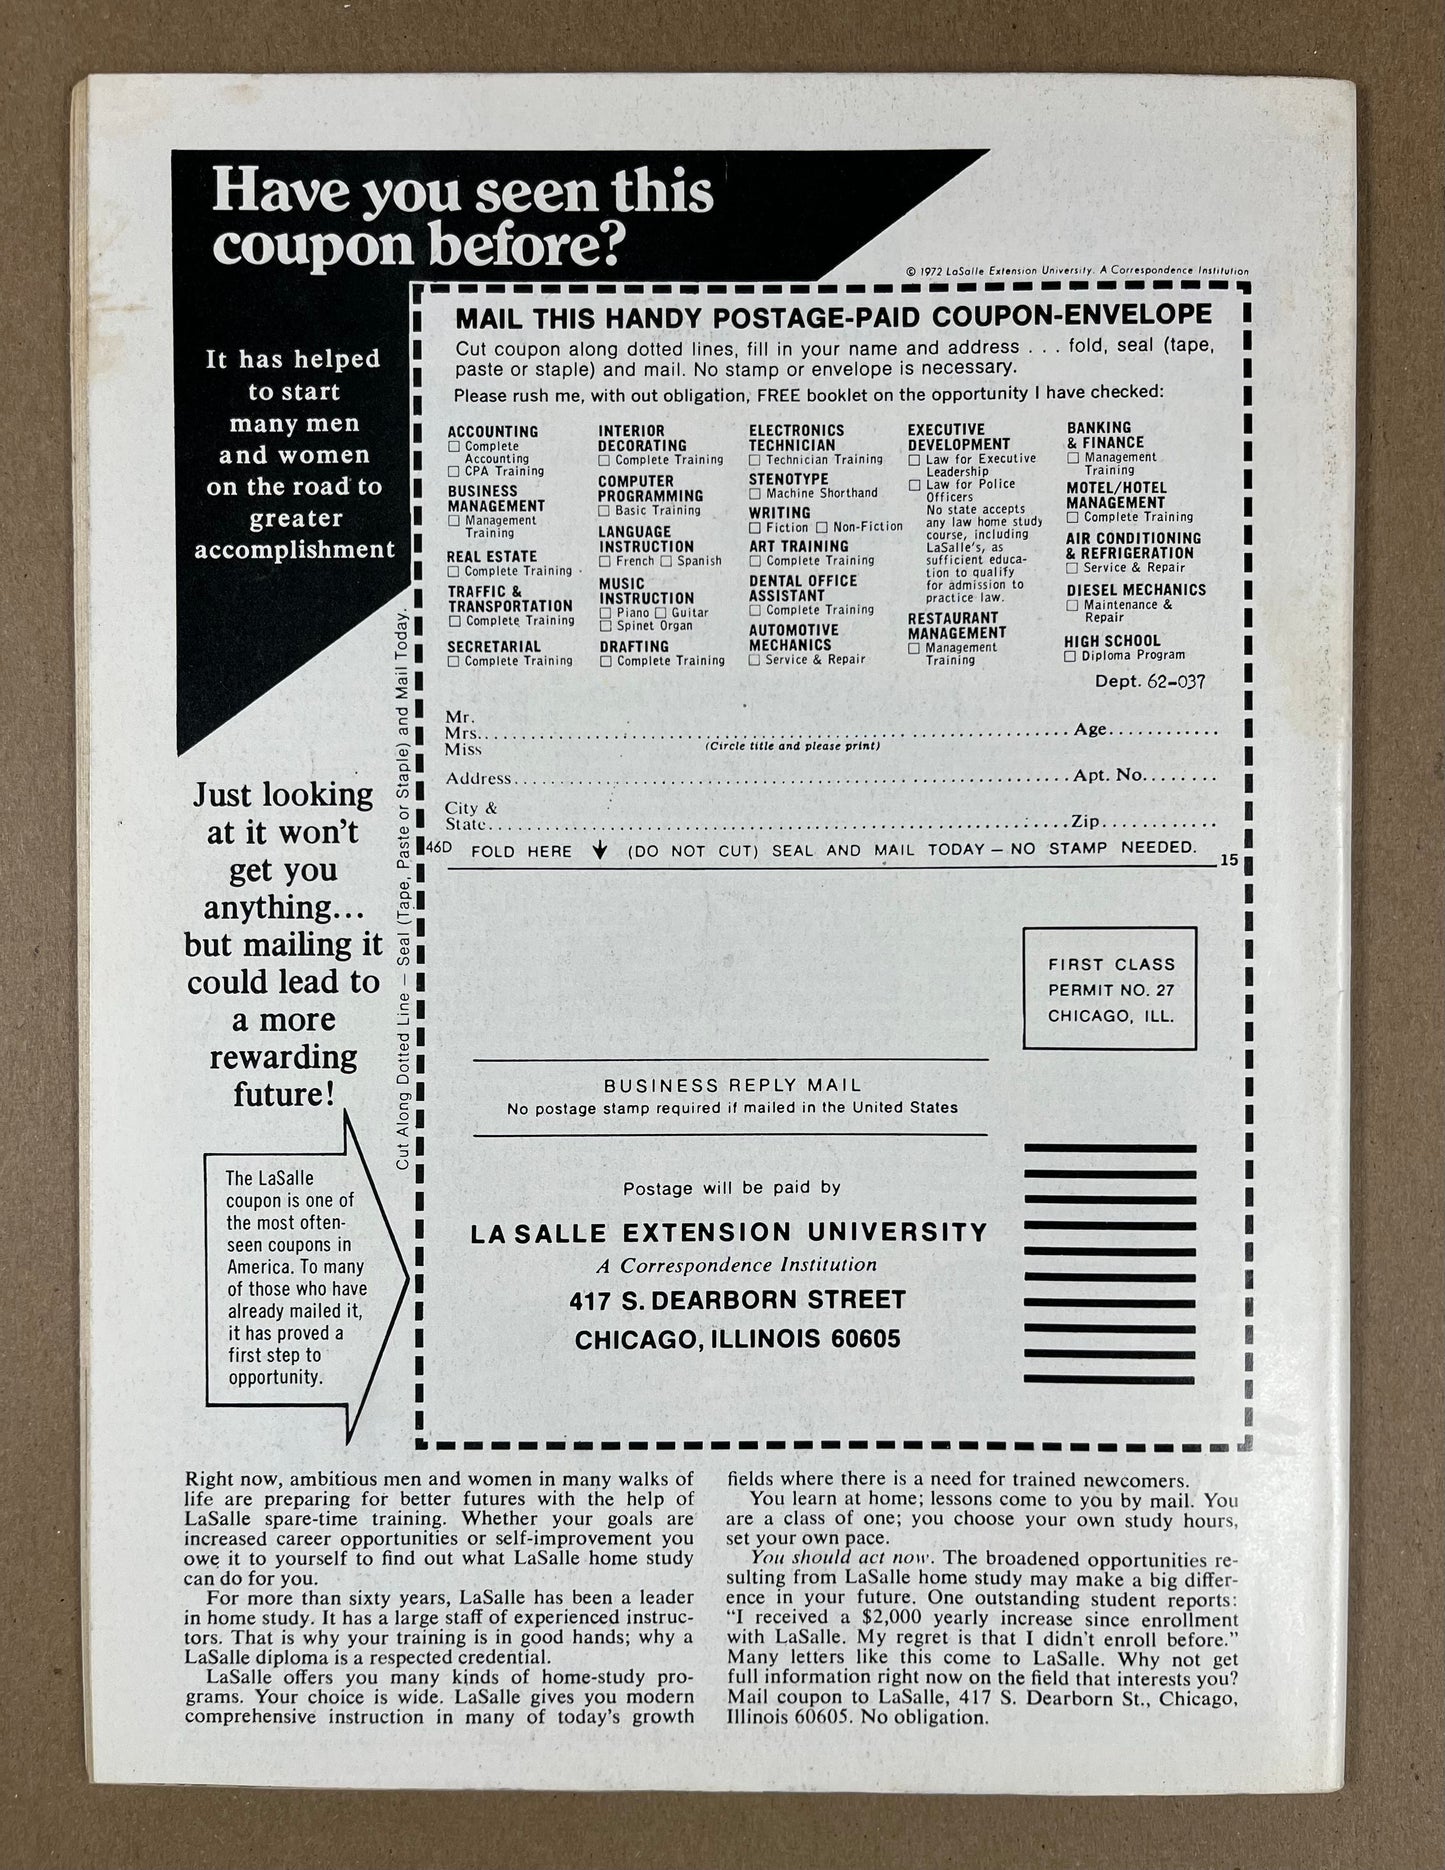 Have you seen this
coupon before?
© 1972 LaSalle Extension University. A Correspondence Institution
It has helped
to start
many men
and women
on the road to
greater
accomplishment
Just looking
at it won't
get you
anything...
but mailing it
could lead to
a more
rewarding
future!
The LaSalle
coupon is one of
the most often-
seen coupons in
America. To many
of those who have
already mailed it,
it has proved a
first step to
opportunity.
Cut Along Dotted Line — Seal (Tape, Paste or Staple) and Mail Today.
MAIL THIS HANDY POSTAGE-PAID COUPON-ENVELOPE
Cut coupon along dotted lines, fill in your name and address . . . fold, seal (tape,
paste or staple) and mail. No stamp or envelope is necessary.
Please rush me, with out obligation, FREE booklet on the opportunity I have checked:
ACCOUNTING
☐ Complete
Accounting
☐ CPA Training
BUSINESS
MANAGEMENT
☐ Management
Training
REAL ESTATE
☐ Complete Training
TRAFFIC &
TRANSPORTATION
☐ Complete Training
SECRETARIAL
☐ Complete Training
INTERIOR
DECORATING
☐ Complete Training
COMPUTER
PROGRAMMING
☐ Basic Training
LANGUAGE
INSTRUCTION
☐ French ☐ Spanish
MUSIC
INSTRUCTION
☐ Piano ☐ Guitar
☐ Spinet Organ
DRAFTING
☐ Complete Training
ELECTRONICS
TECHNICIAN
☐ Technician Training
STENOTYPE
☐ Machine Shorthand
WRITING
☐ Fiction ☐ Non-Fiction
ART TRAINING
☐ Complete Training
DENTAL OFFICE
ASSISTANT
☐ Complete Training
AUTOMOTIVE
MECHANICS
☐ Service & Repair
EXECUTIVE
DEVELOPMENT
☐ Law for Executive
Leadership
☐ Law for Police
Officers
No state accepts
any law home study
course, including
LaSalle's, as
sufficient educa-
tion to qualify
for admission to
practice law.
RESTAURANT
MANAGEMENT
☐ Management
Training
BANKING
& FINANCE
☐ Management
Training
MOTEL/HOTEL
MANAGEMENT
☐ Complete Training
AIR CONDITIONING
& REFRIGERATION
☐ Service & Repair
DIESEL MECHANICS
☐ Maintenance &
Repair
HIGH SCHOOL
☐ Diploma Program
Dept. 62-037
Mr.
Mrs. Age
Miss (Circle title and please print)
Address Apt. No.
City &
State Zip
46D FOLD HERE ↓ (DO NOT CUT) SEAL AND MAIL TODAY — NO STAMP NEEDED.
15
FIRST CLASS
PERMIT NO. 27
CHICAGO, ILL.
BUSINESS REPLY MAIL
No postage stamp required if mailed in the United States
Postage will be paid by
LA SALLE EXTENSION UNIVERSITY
A Correspondence Institution
417 S. DEARBORN STREET
CHICAGO, ILLINOIS 60605
Right now, ambitious men and women in many walks of
life are preparing for better futures with the help of
LaSalle spare-time training. Whether your goals are
increased career opportunities or self-improvement you
owe it to yourself to find out what LaSalle home study
can do for you.
For more than sixty years, LaSalle has been a leader
in home study. It has a large staff of experienced instruc-
tors. That is why your training is in good hands; why a
LaSalle diploma is a respected credential.
LaSalle offers you many kinds of home-study pro-
grams. Your choice is wide. LaSalle gives you modern
comprehensive instruction in many of today's growth
fields where there is a need for trained newcomers.
You learn at home; lessons come to you by mail. You
are a class of one; you choose your own study hours,
set your own pace.
You should act now. The broadened opportunities re-
sulting from LaSalle home study may make a big differ-
ence in your future. One outstanding student reports:
"I received a $2,000 yearly increase since enrollment
with LaSalle. My regret is that I didn't enroll before."
Many letters like this come to LaSalle. Why not get
full information right now on the field that interests you?
Mail coupon to LaSalle, 417 S. Dearborn St., Chicago,
Illinois 60605. No obligation.